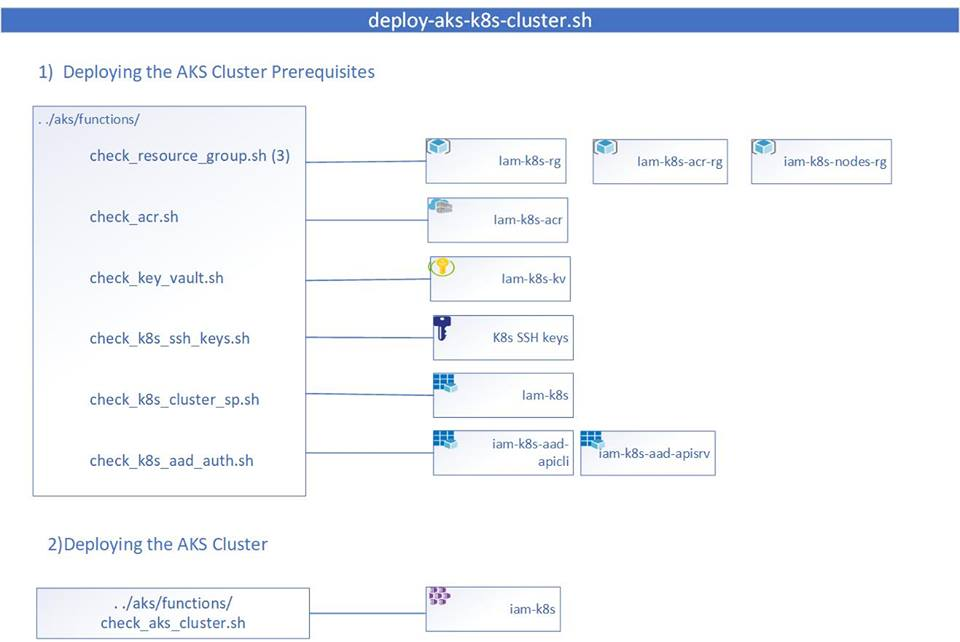 deploy-aks-k8s-cluster.sh
1) Deploying the AKS Cluster Prerequisites
. ./aks/functions/
check_resource_group.sh (3)
Iam-k8s-rg
Iam-k8s-acr-rg
iam-k8s-nodes-rg
check_acr.sh
Iam-k8s-acr
check_key_vault.sh
Iam-k8s-kv
check_k8s_ssh_keys.sh
K8s SSH keys
check_k8s_cluster_sp.sh
Iam-k8s
check_k8s_aad_auth.sh
iam-k8s-aad-
apicli
iam-k8s-aad-apisrv
2)Deploying the AKS Cluster
. ./aks/functions/
check_aks_cluster.sh
iam-k8s